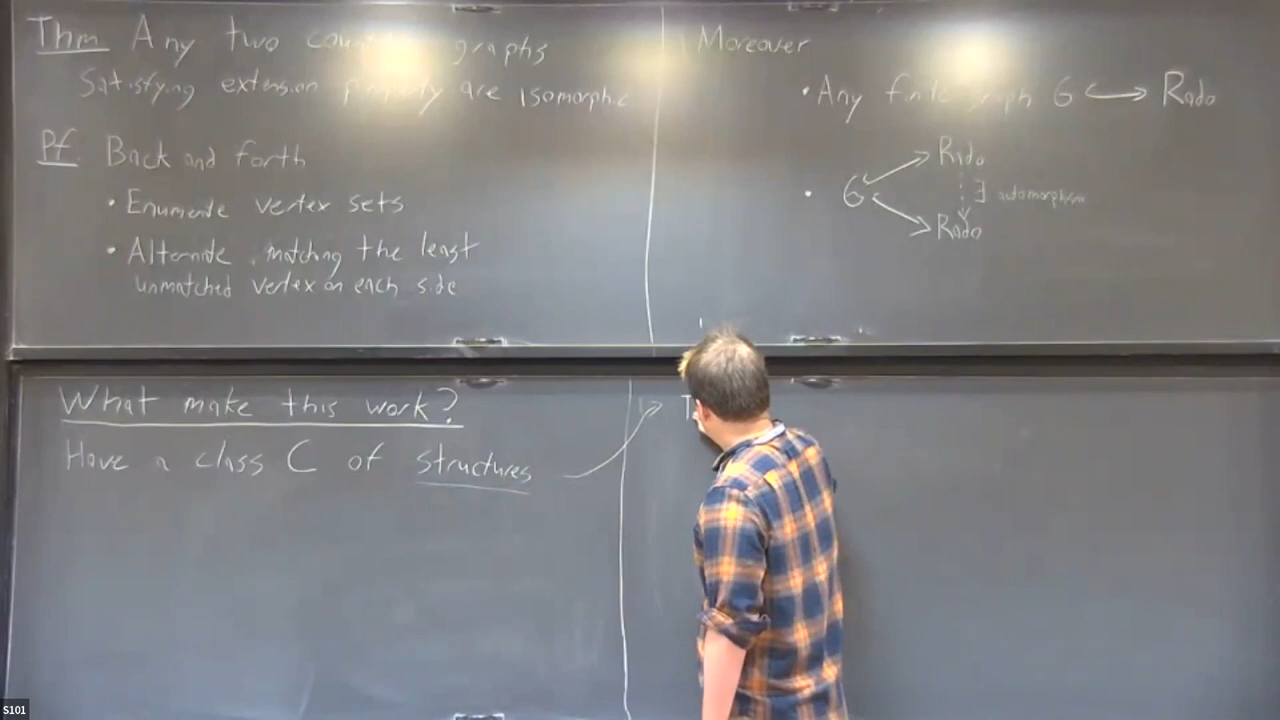 Thm Any two cou graphs
Satisfying extension property are isomorphic
Pf Back and forth
• Enumerate vertex sets
• Alternate, matching the least
unmatched vertex on each side
Moreover
• Any finite graph G ↪ Rado
Rado
• G ∃ automorphism
Rado
What make this work?
Have a class C of structures
S101